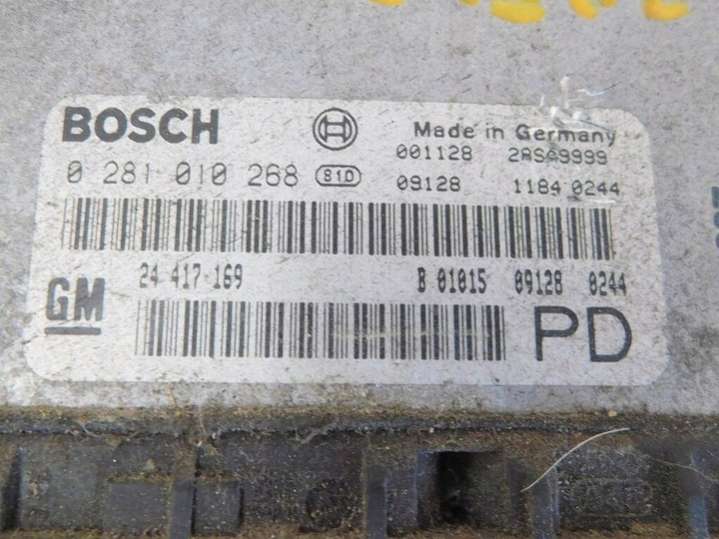 BOSCH Made in Germany
001128 28SA9999
0 281 010 268 S1D 09128 1184 0244
24 417-169 B 01015 09128 0244
GM PD